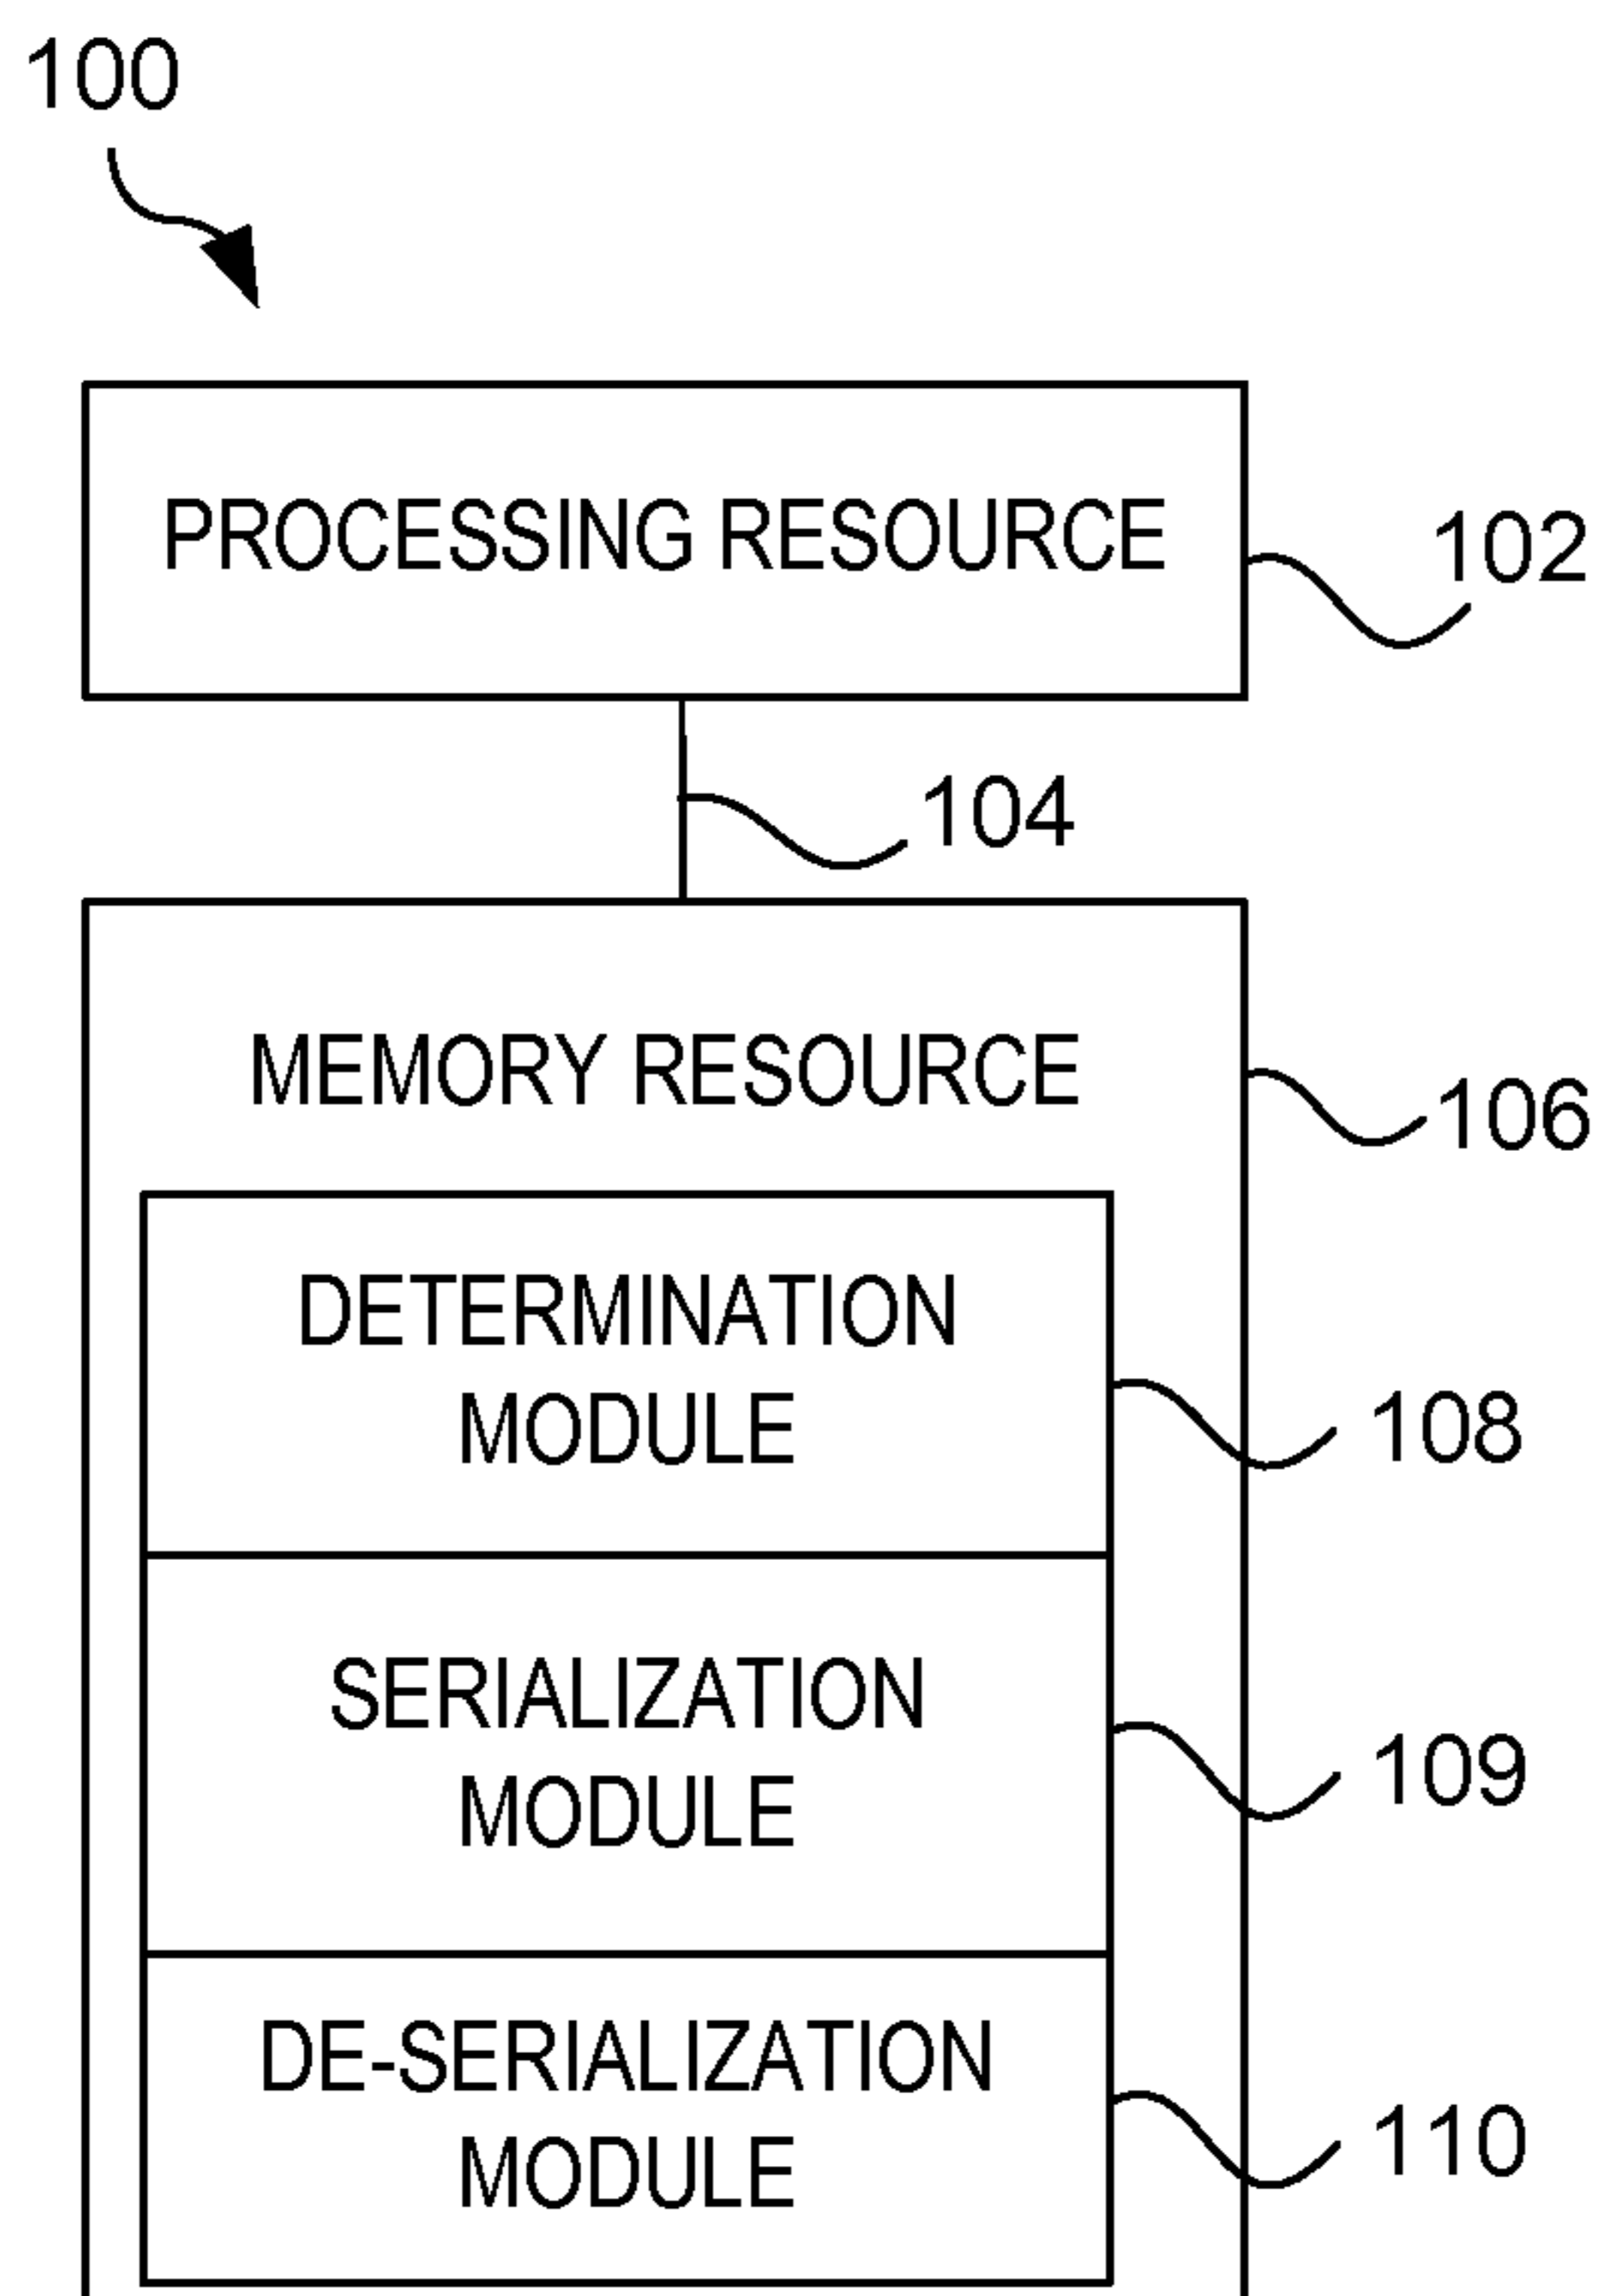 100
PROCESSING RESOURCE
102
104
MEMORY RESOURCE
106
DETERMINATION
MODULE
108
SERIALIZATION
MODULE
109
DE-SERIALIZATION
MODULE
110